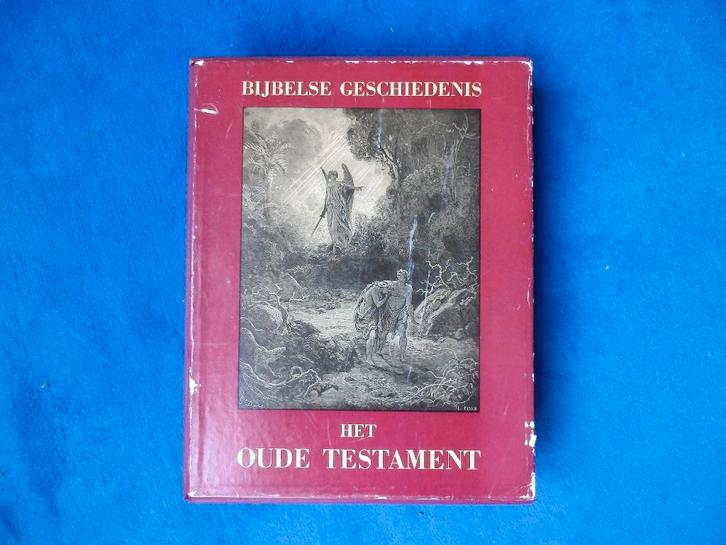 BIJBELSE GESCHIEDENIS
HET
OUDE TESTAMENT